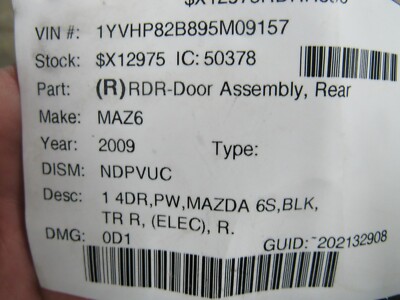 VIN #: 1YVHP82B895M09157
Stock: $X12975 IC: 50378
Part: (R)RDR-Door Assembly, Rear
Make: MAZ6
Year: 2009 Type:
DISM: NDPVUC
Desc: 1 4DR,PW,MAZDA 6S,BLK,
TR R, (ELEC), R.
DMG: 0D1 GUID: 202132908